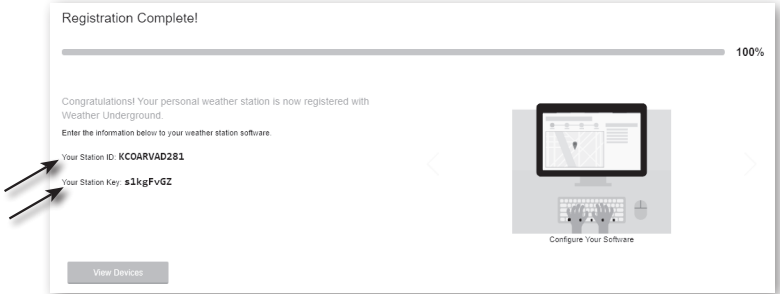 Registration Complete!
100%
Congratulations! Your personal weather station is now registered with
Weather Underground.
Enter the information below to your weather station software.
Your Station ID: KCOARVAD281
Your Station Key: s1kgFvGZ
Configure Your Software
View Devices